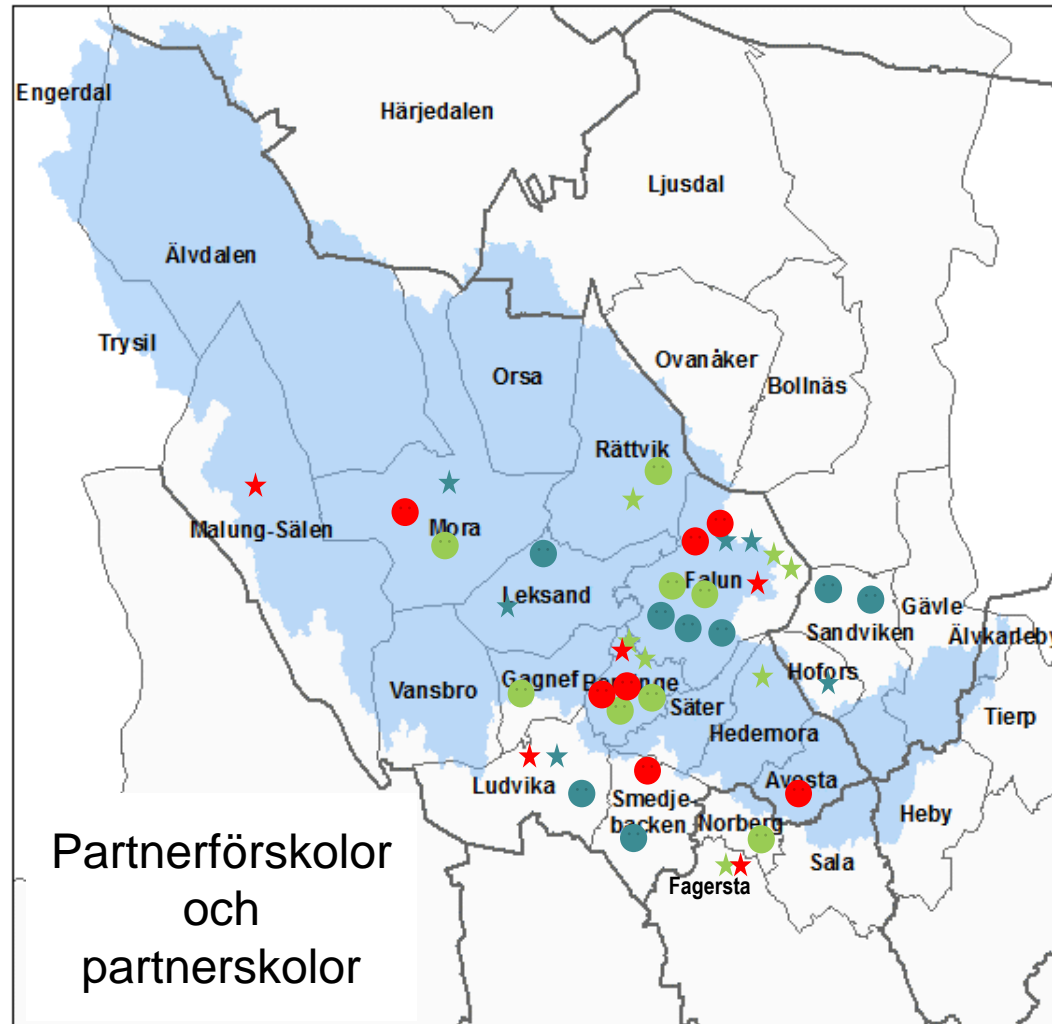 Engerdal
Härjedalen
Ljusdal
Älvdalen
Trysil
Ovanåker
Orsa
Bollnäs
Rättvik
Malung-Sälen
Mora
Falun
Leksand
Gävle
Sandviken
Älvkarleby
Hofors
Gagnef
Vansbro
Borlänge
Säter
Tierp
Hedemora
Ludvika
Avesta
Smedje-
backen
Norberg
Heby
Sala
Fagersta
Partnerförskolor
och
partnerskolor